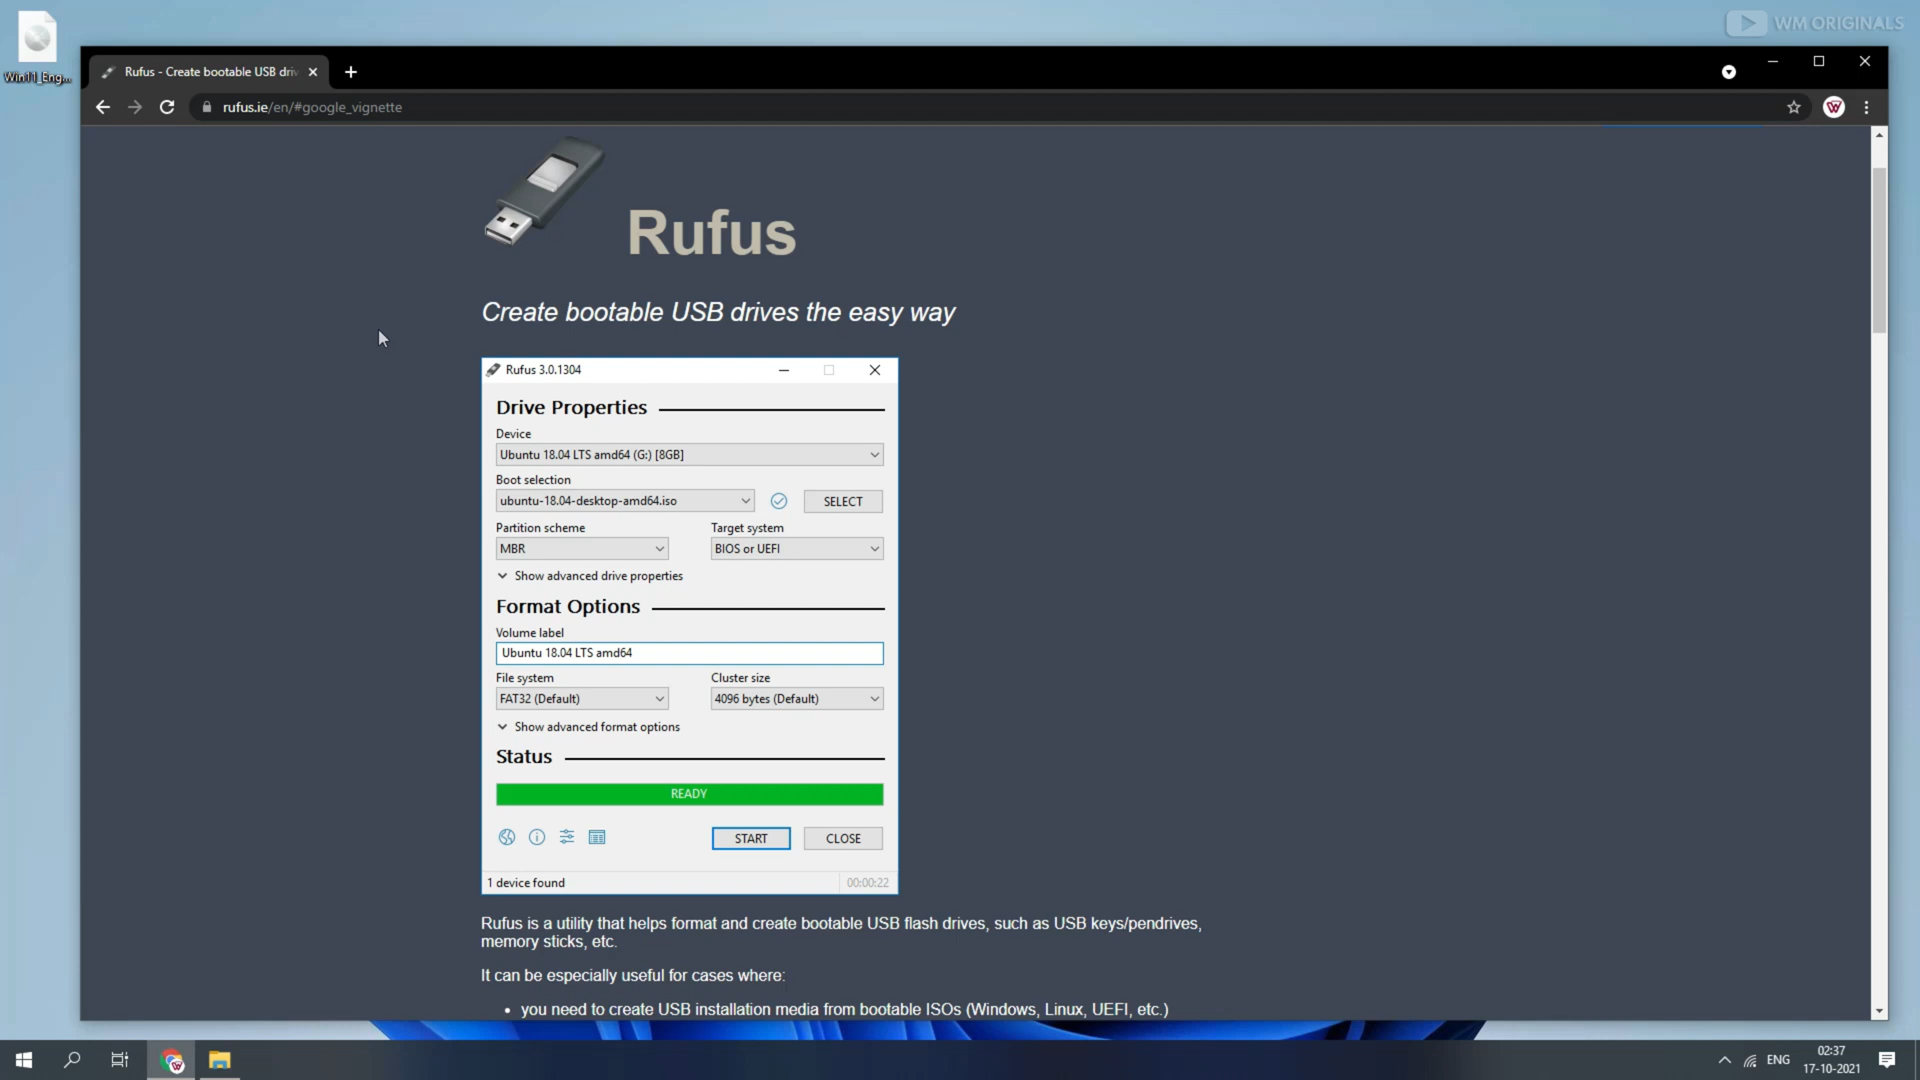 WM ORIGINALS
Win11_Eng...
Rufus - Create bootable USB driv
rufus.ie/en/#google_vignette
Rufus
Create bootable USB drives the easy way
Rufus 3.0.1304
Drive Properties
Device
Ubuntu 18.04 LTS amd64 (G:) [8GB]
Boot selection
ubuntu-18.04-desktop-amd64.iso
SELECT
Partition scheme
Target system
MBR
BIOS or UEFI
Show advanced drive properties
Format Options
Volume label
Ubuntu 18.04 LTS amd64
File system
Cluster size
FAT32 (Default)
4096 bytes (Default)
Show advanced format options
Status
READY
START
CLOSE
1 device found
00:00:22
Rufus is a utility that helps format and create bootable USB flash drives, such as USB keys/pendrives,
memory sticks, etc.
It can be especially useful for cases where:
• you need to create USB installation media from bootable ISOs (Windows, Linux, UEFI, etc.)
ENG
02:37
17-10-2021